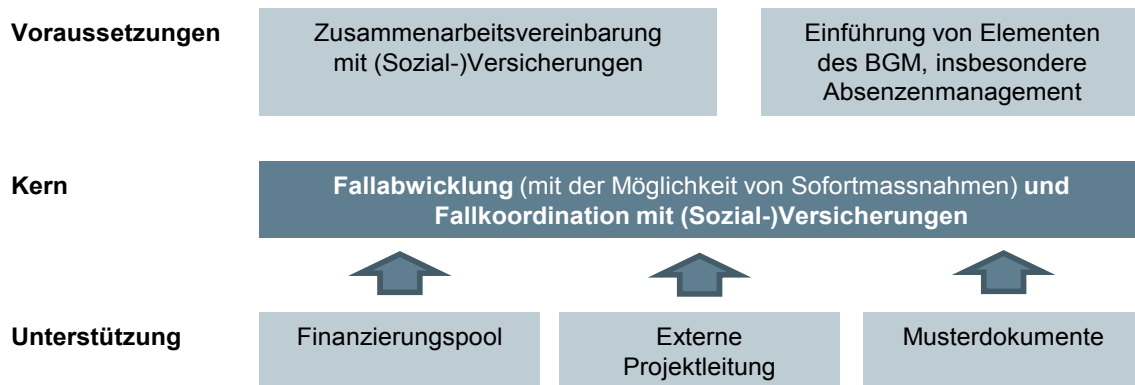 Voraussetzungen
Zusammenarbeitsvereinbarung
mit (Sozial-)Versicherungen
Einführung von Elementen
des BGM, insbesondere
Absenzenmanagement
Kern
Fallabwicklung (mit der Möglichkeit von Sofortmassnahmen) und
Fallkoordination mit (Sozial-)Versicherungen
Unterstützung
Finanzierungspool
Externe
Projektleitung
Musterdokumente